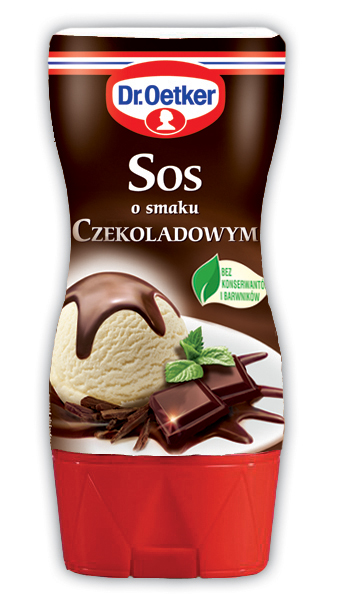 Dr.Oetker
Sos
o smaku
CZEKOLADOWYM
BEZ
KONSERWANTÓW
I BARWNIKÓW